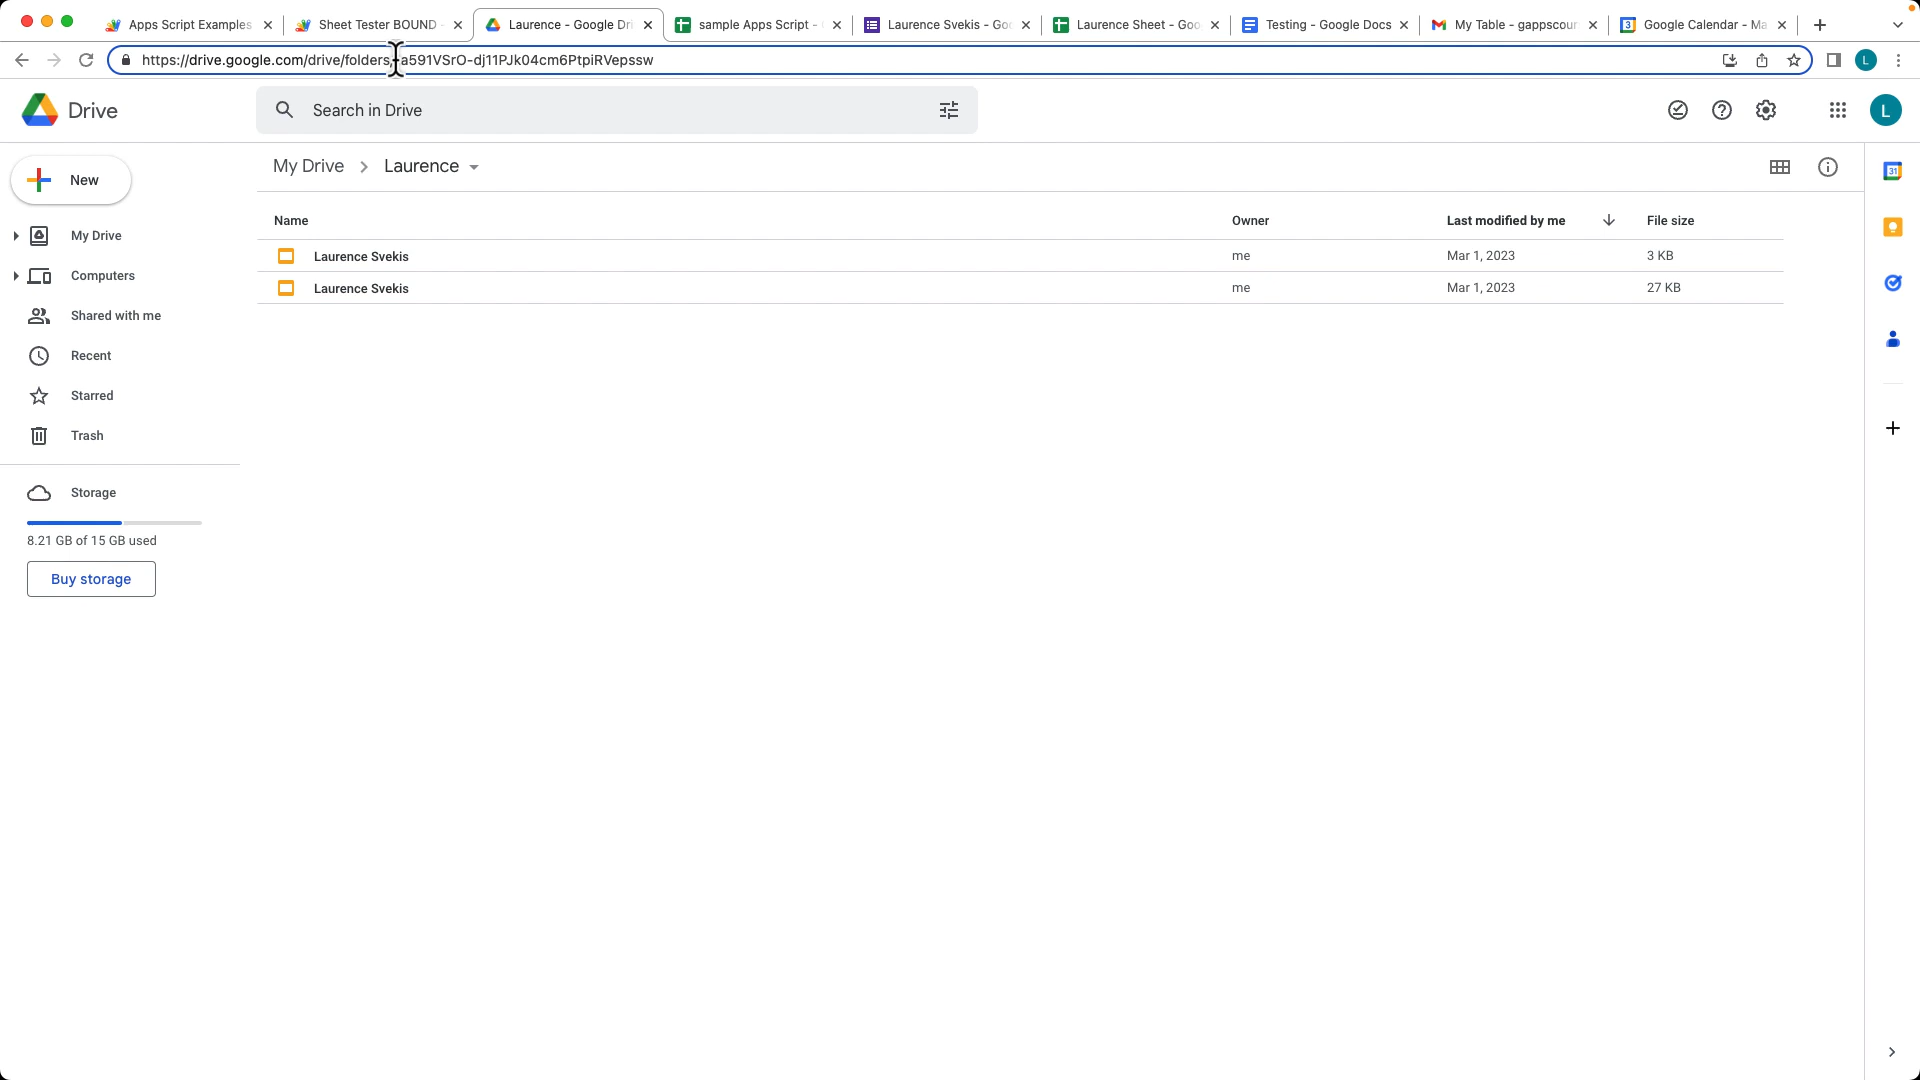 Apps Script Examples
Sheet Tester BOUND -
Laurence - Google Dri
sample Apps Script -
Laurence Svekis - Goo
Laurence Sheet - Goo
Testing - Google Docs
My Table - gappscour
Google Calendar - Ma
https://drive.google.com/drive/folders/
a591VSrO-dj11PJk04cm6PtpiRVepssw
L
Drive
Search in Drive
L
New
My Drive
Computers
Shared with me
Recent
Starred
Trash
Storage
8.21 GB of 15 GB used
Buy storage
My Drive
Laurence
Name
Owner
Last modified by me
File size
Laurence Svekis
me
Mar 1, 2023
3 KB
Laurence Svekis
me
Mar 1, 2023
27 KB
31